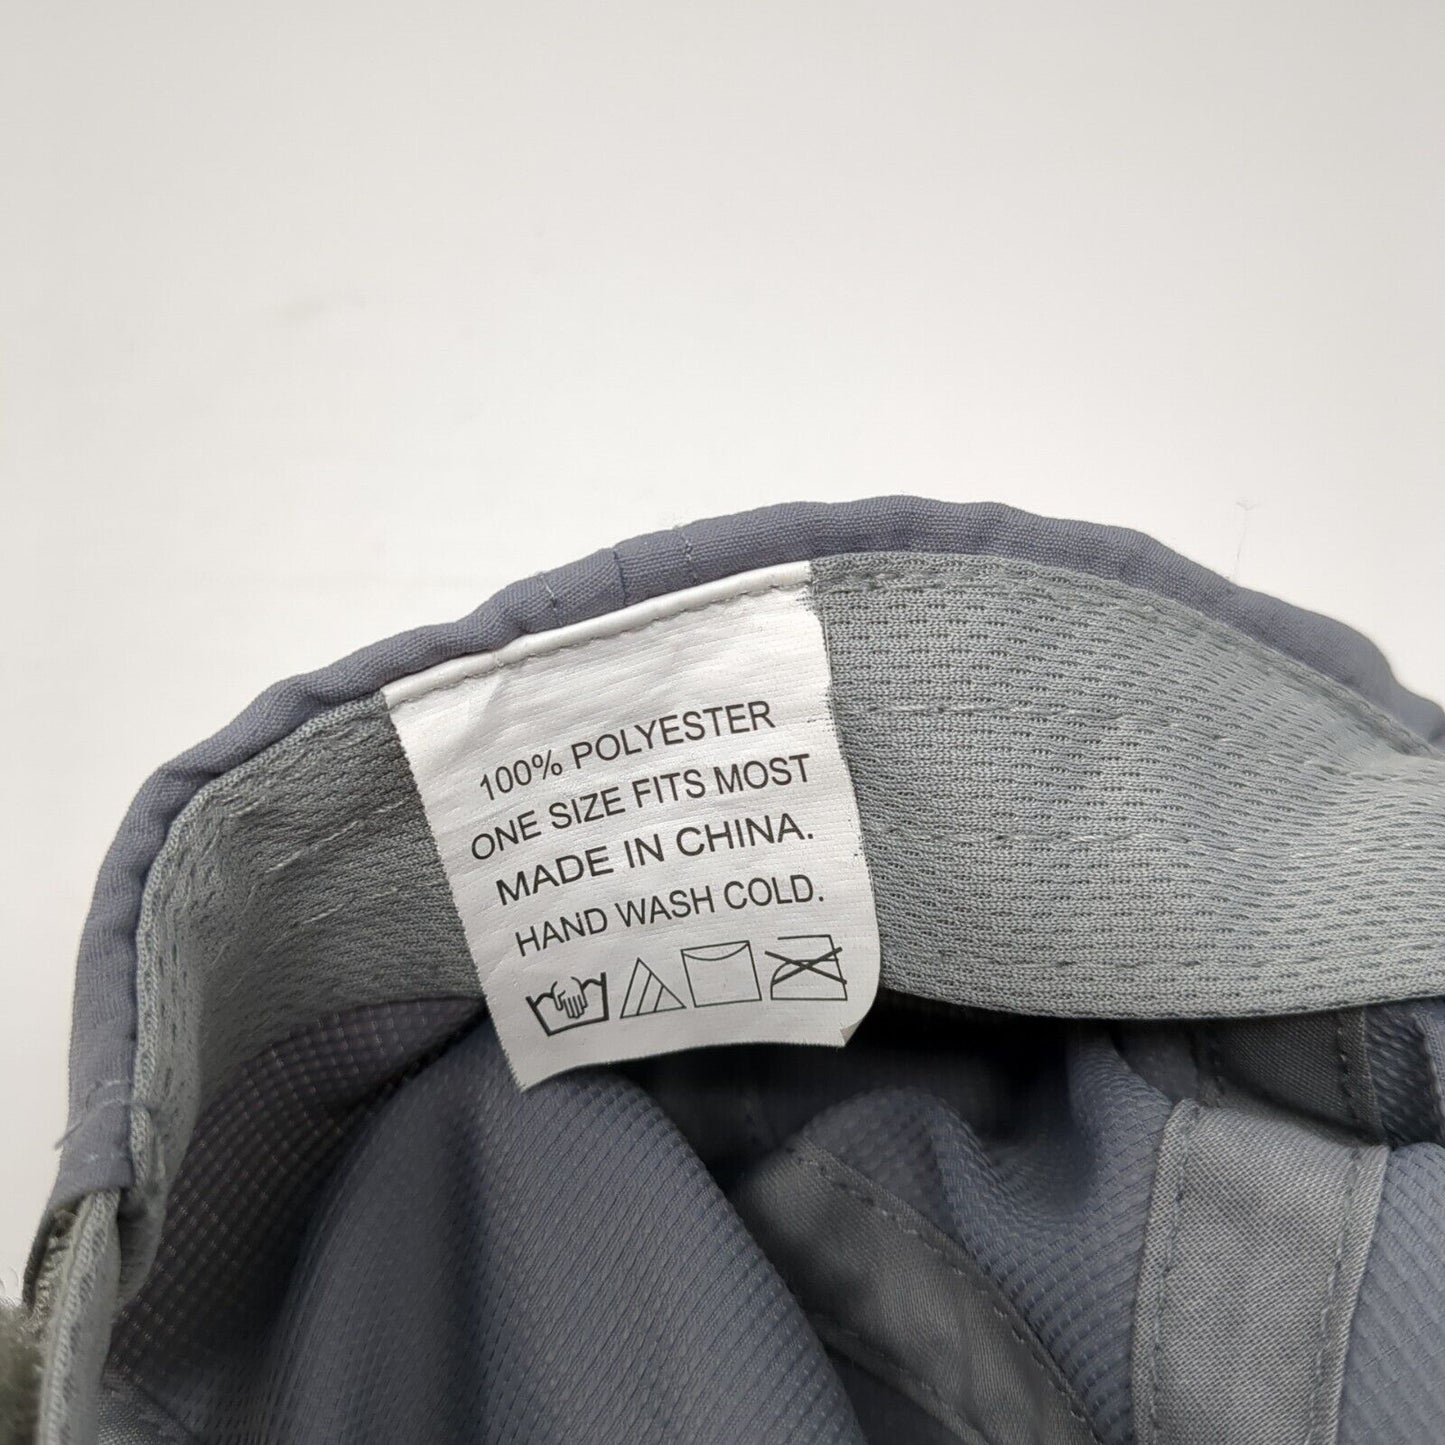 100% POLYESTER
ONE SIZE FITS MOST
MADE IN CHINA.
HAND WASH COLD.